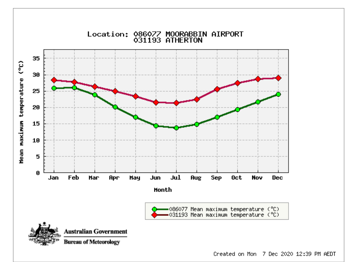 Location: 086077 MOORABBIN AIRPORT
031193 ATHERTON
Mean maximum temperature (°C)
35
30
25
20
15
10
5
0
Jan Feb Mar Apr May Jun Jul Aug Sep Oct Nov Dec
Month
086077 Mean maximum temperature (°C)
031193 Mean maximum temperature (°C)
Australian Government
Bureau of Meteorology
Created on Mon 7 Dec 2020 12:39 PM AEDT